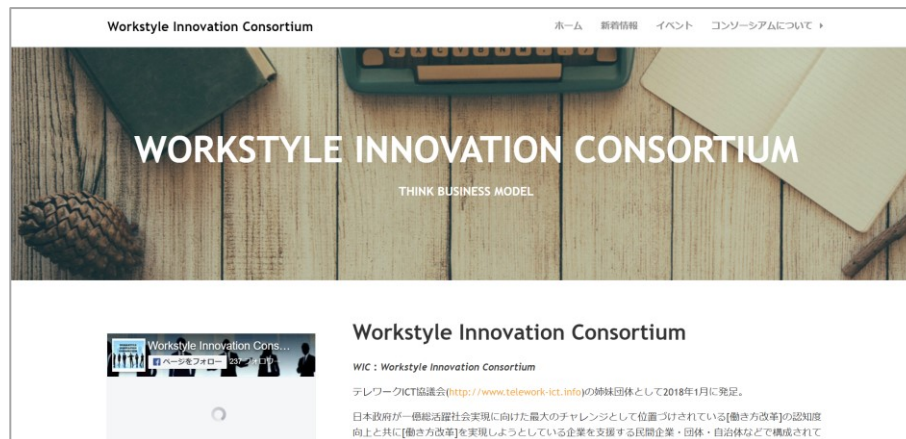 Workstyle Innovation Consortium
ホーム 新着情報 イベント コンソーシアムについて
WORKSTYLE INNOVATION CONSORTIUM
THINK BUSINESS MODEL
Workstyle Innovation Cons...
ページをフォロー 237 フォロワー
Workstyle Innovation Consortium
WIC：Workstyle Innovation Consortium
テレワークICT協議会(http://www.telework-ict.info)の姉妹団体として2018年1月に発足。
日本政府が一億総活躍社会実現に向けた最大のチャレンジとして位置づけされている[働き方改革]の認知度
向上と共に[働き方改革]を実現しようとしている企業を支援する民間企業・団体・自治体などで構成されて